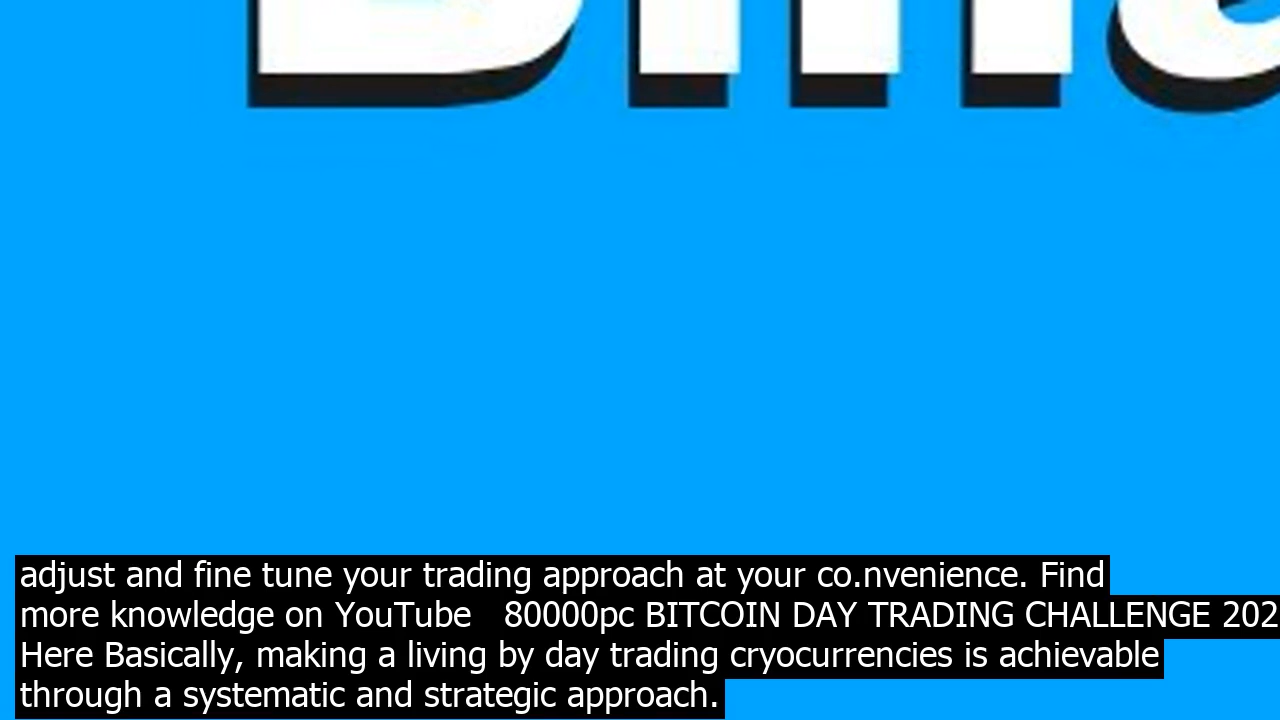 adjust and fine tune your trading approach at your co.nvenience. Find
more knowledge on YouTube 80000pc BITCOIN DAY TRADING CHALLENGE 202
Here Basically, making a living by day trading cryocurrencies is achievable
through a systematic and strategic approach.